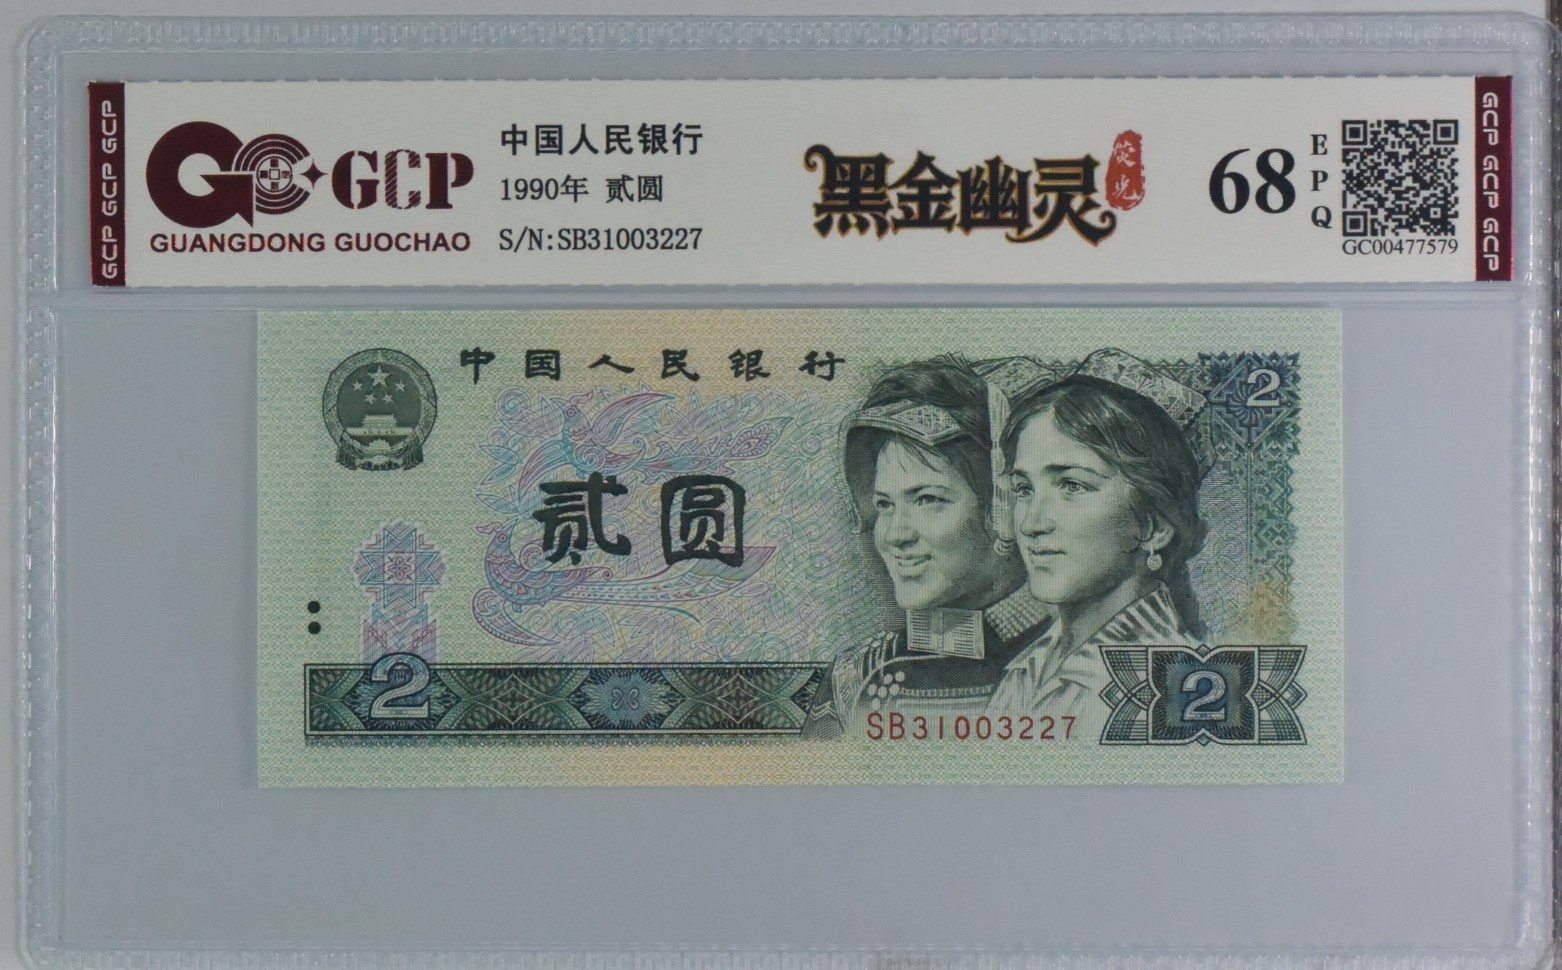 GCP GCP GCP
GCP
GUANGDONG GUOCHAO
中国人民银行
1990年 贰圆
S/N:SB31003227
黑金幽灵
荧光
68
EPQ
GC00477579
GCP GCP GCP
中国人民银行
2
贰圆
2
2
SB31003227